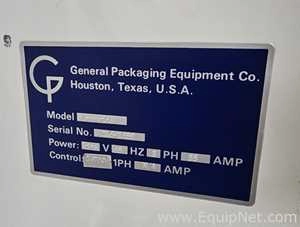 General Packaging Equipment Co.
Houston, Texas, U.S.A.
Model
Serial No.
Power: V HZ PH AMP
Control: 1PH AMP
www.EquipNet.com